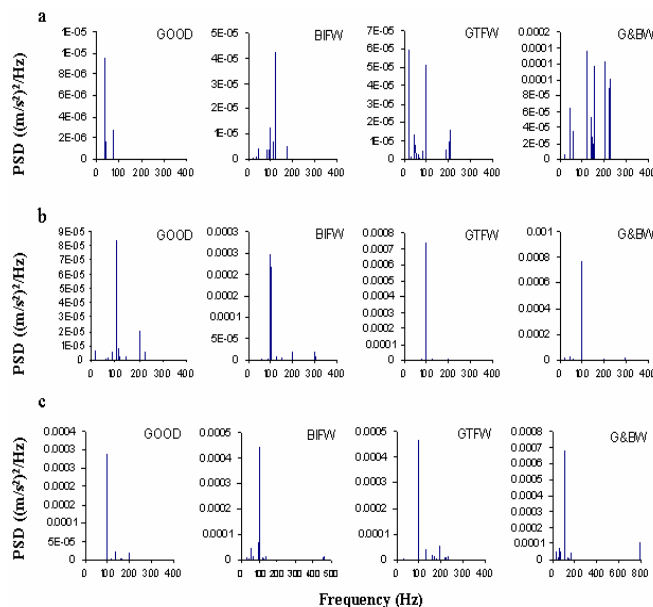 a
GOOD
1E-05
1E-05
8E-06
6E-06
4E-06
2E-06
0
0 100 200 300 400
BIFW
5E-05
4E-05
3E-05
2E-05
1E-05
0
0 100 200 300 400
GTFW
7E-05
6E-05
5E-05
4E-05
3E-05
2E-05
1E-05
0
0 100 200 300 400
G&BW
0.0001
0.0001
0.0001
8E-05
6E-05
4E-05
2E-05
0 100 200 300 400
PSD ((m/s²)²/Hz)
b
GOOD
9E-05
8E-05
7E-05
6E-05
5E-05
4E-05
3E-05
2E-05
1E-05
0
0 100 200 300 400
BIFW
0.0003
0.0003
0.0002
0.0002
0.0001
5E-05
0
0 100 200 300 400
GTFW
0.0008
0.0007
0.0006
0.0005
0.0004
0.0003
0.0002
0.0001
0
0 100 200 300 400
G&BW
0.001
0.0008
0.0006
0.0004
0.0002
0
0 100 200 300 400
PSD ((m/s²)²/Hz)
c
GOOD
0.0004
0.0003
0.0003
0.0002
0.0002
0.0001
5E-05
0
0 100 200 300 400
BIFW
0.0005
0.0004
0.0003
0.0002
0.0001
0
0 100 200 300 400 500
GTFW
0.0005
0.0004
0.0003
0.0002
0.0001
0
0 100 200 300 400
G&BW
0.0008
0.0007
0.0006
0.0005
0.0004
0.0003
0.0002
0.0001
0
0 200 400 600 800
PSD ((m/s²)²/Hz)
Frequency (Hz)